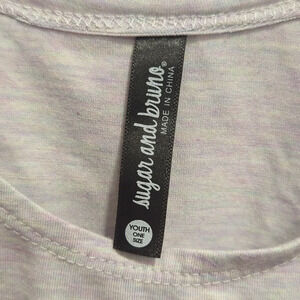 sugar and bruno®
MADE IN CHINA
YOUTH
ONE
SIZE